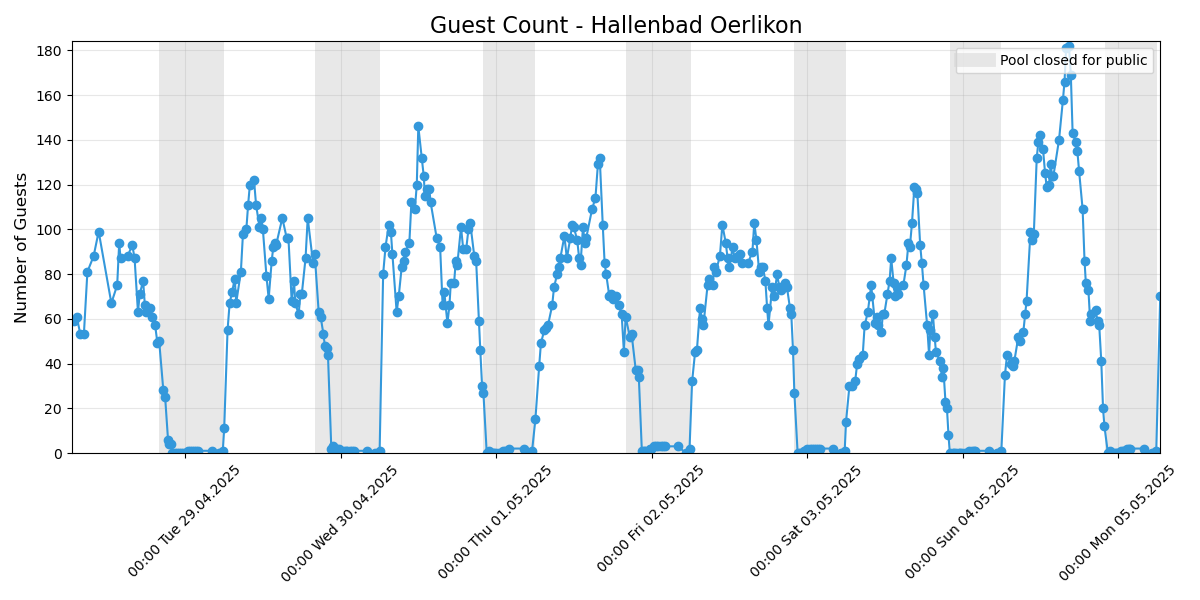 Guest Count - Hallenbad Oerlikon
Pool closed for public
Number of Guests
180
160
140
120
100
80
60
40
20
0
00:00 Tue 29.04.2025
00:00 Wed 30.04.2025
00:00 Thu 01.05.2025
00:00 Fri 02.05.2025
00:00 Sat 03.05.2025
00:00 Sun 04.05.2025
00:00 Mon 05.05.2025